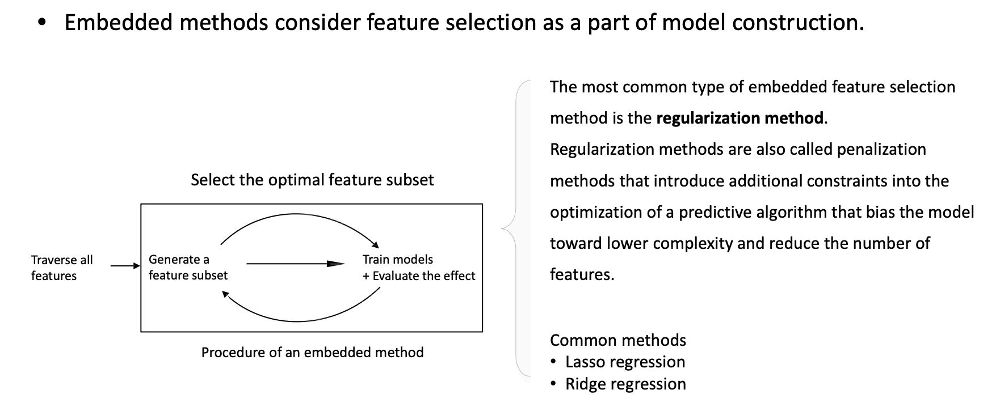 • Embedded methods consider feature selection as a part of model construction.
Select the optimal feature subset
Traverse all
features
Generate a
feature subset
Train models
+ Evaluate the effect
Procedure of an embedded method
The most common type of embedded feature selection
method is the regularization method.
Regularization methods are also called penalization
methods that introduce additional constraints into the
optimization of a predictive algorithm that bias the model
toward lower complexity and reduce the number of
features.
Common methods
• Lasso regression
• Ridge regression